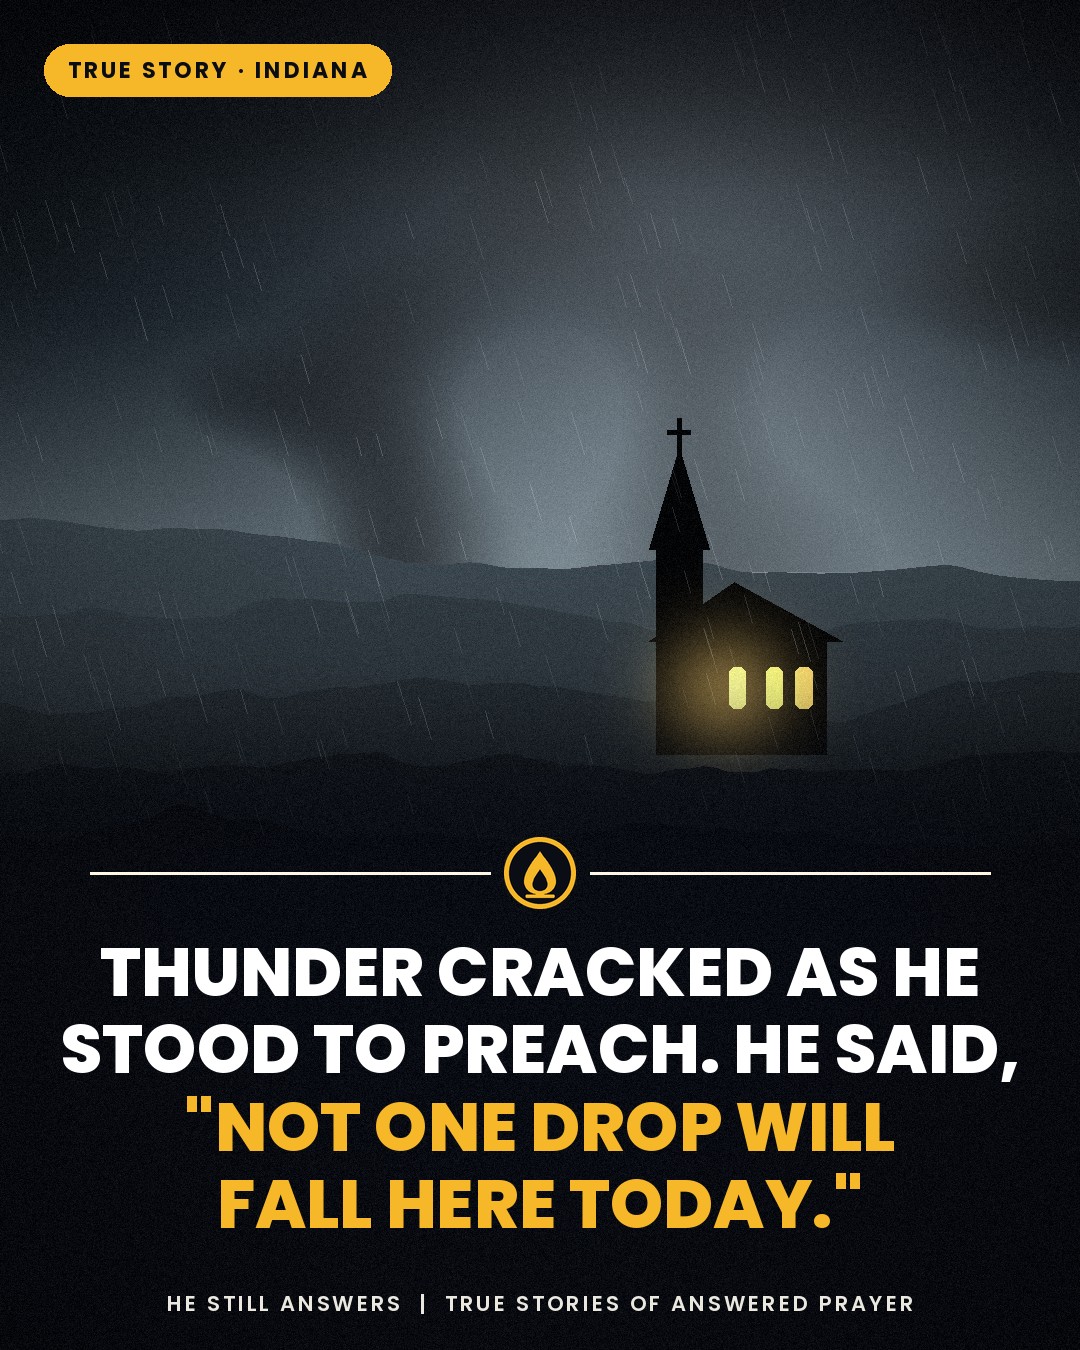 TRUE STORY · INDIANA
THUNDER CRACKED AS HE
STOOD TO PREACH. HE SAID,
"NOT ONE DROP WILL
FALL HERE TODAY."
HE STILL ANSWERS | TRUE STORIES OF ANSWERED PRAYER